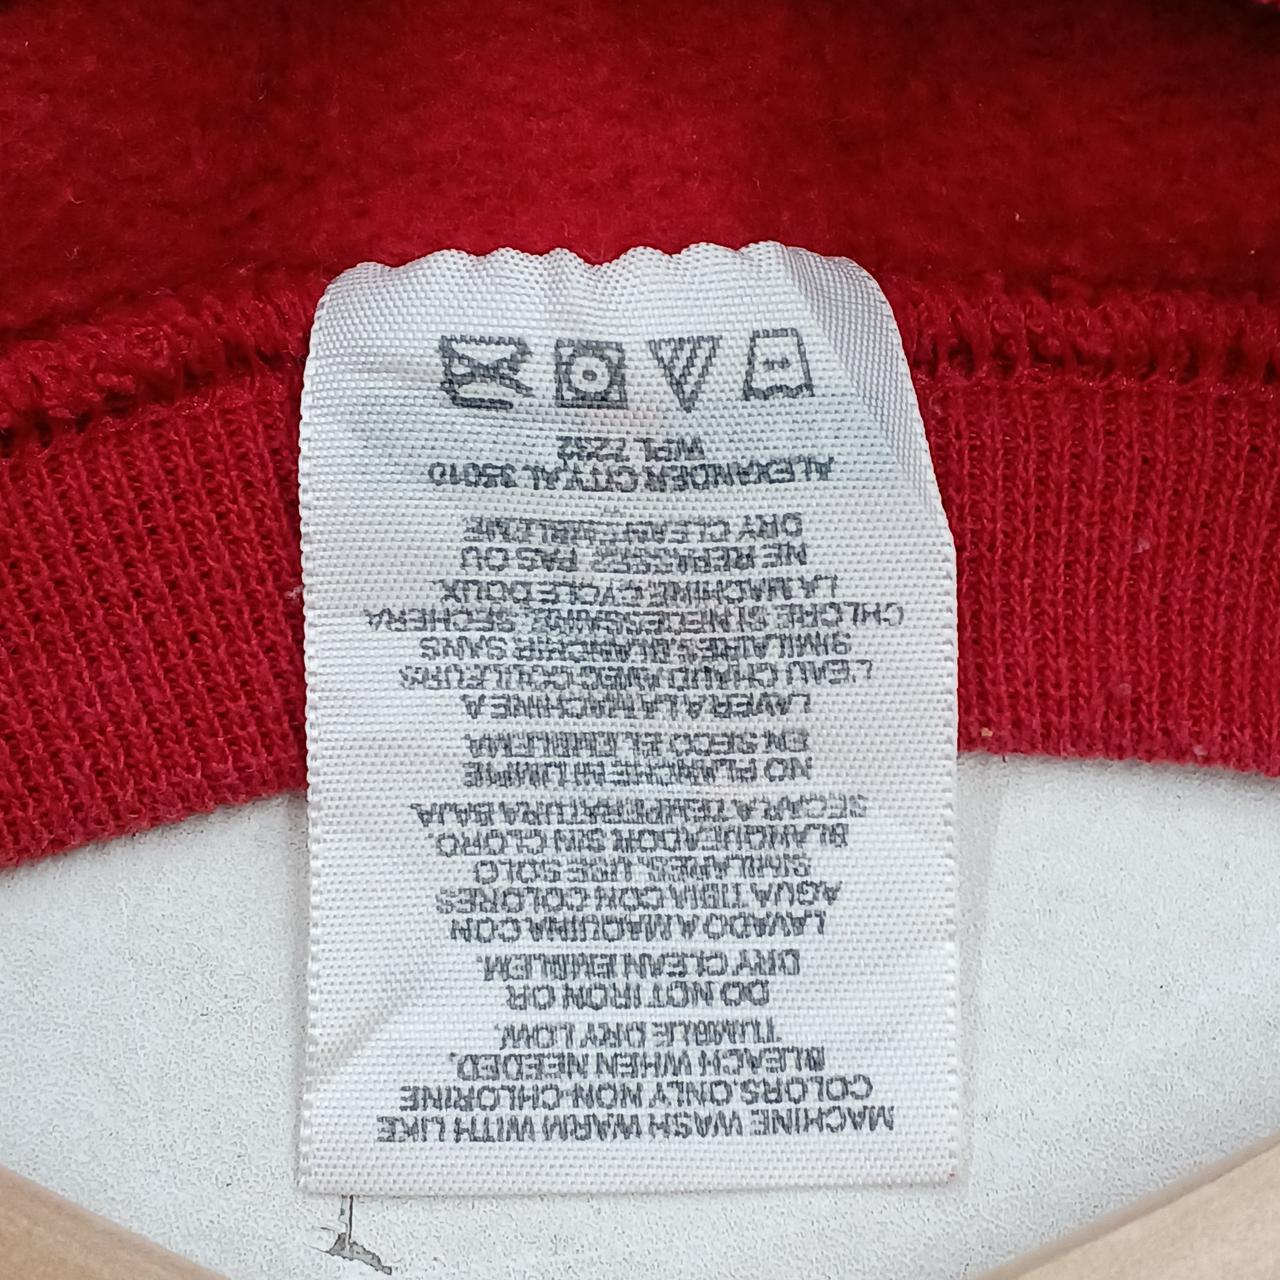 MACHINE WASH WARM WITH LIKE
COLORS. ONLY NON-CHLORINE
BLEACH WHEN NEEDED.
TUMBLE DRY LOW.
DO NOT IRON OR
DRY CLEAN EMBLEM.
LAVADO A MAQUINA CON
AGUA TIBIA CON COLORES
SIMILARES. USE SOLO
BLANQUEADOR SIN CLORO.
SECAR A TEMPERATURA BAJA
NO PLANCHE NI LIMPIE
EN SECO EL EMBLEMA
LAVER A LA MACHINE A
L'EAU CHAUD AVEC COULEURS
SIMILAIRES. BLANCHIR SANS
CHLORE SI NECESSAIRE. SECHER A
LA MACHINE CYCLE DOUX
NE REPASSEZ PAS OU
DRY CLEAN EMBLEME
ALEXANDER CITY, AL 35010
WPL 7232